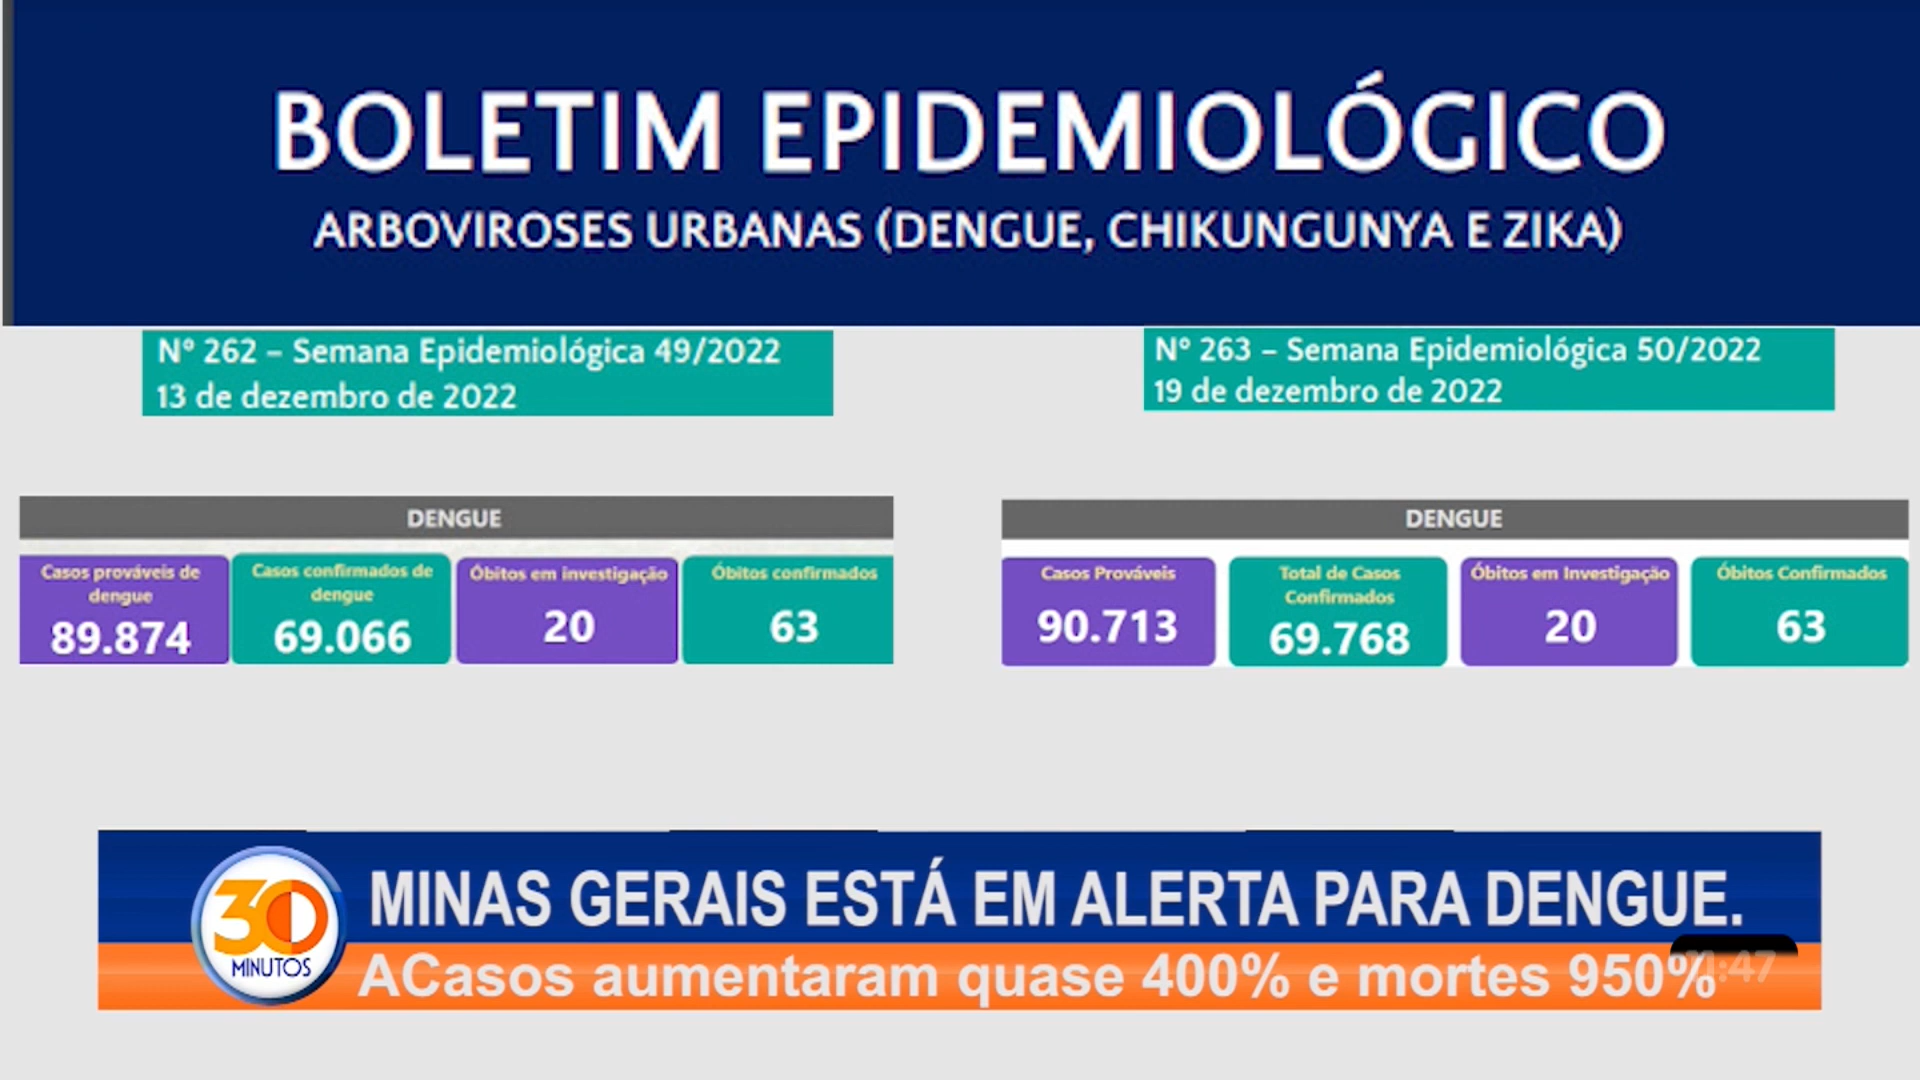 BOLETIM EPIDEMIOLÓGICO
ARBOVIROSES URBANAS (DENGUE, CHIKUNGUNYA E ZIKA)
Nº 262 – Semana Epidemiológica 49/2022
13 de dezembro de 2022
Nº 263 – Semana Epidemiológica 50/2022
19 de dezembro de 2022
DENGUE
Casos prováveis de
dengue
89.874
Casos confirmados de
dengue
69.066
Óbitos em investigação
20
Óbitos confirmados
63
DENGUE
Casos Prováveis
90.713
Total de Casos
Confirmados
69.768
Óbitos em Investigação
20
Óbitos Confirmados
63
30
MINUTOS
MINAS GERAIS ESTÁ EM ALERTA PARA DENGUE.
ACasos aumentaram quase 400% e mortes 950%